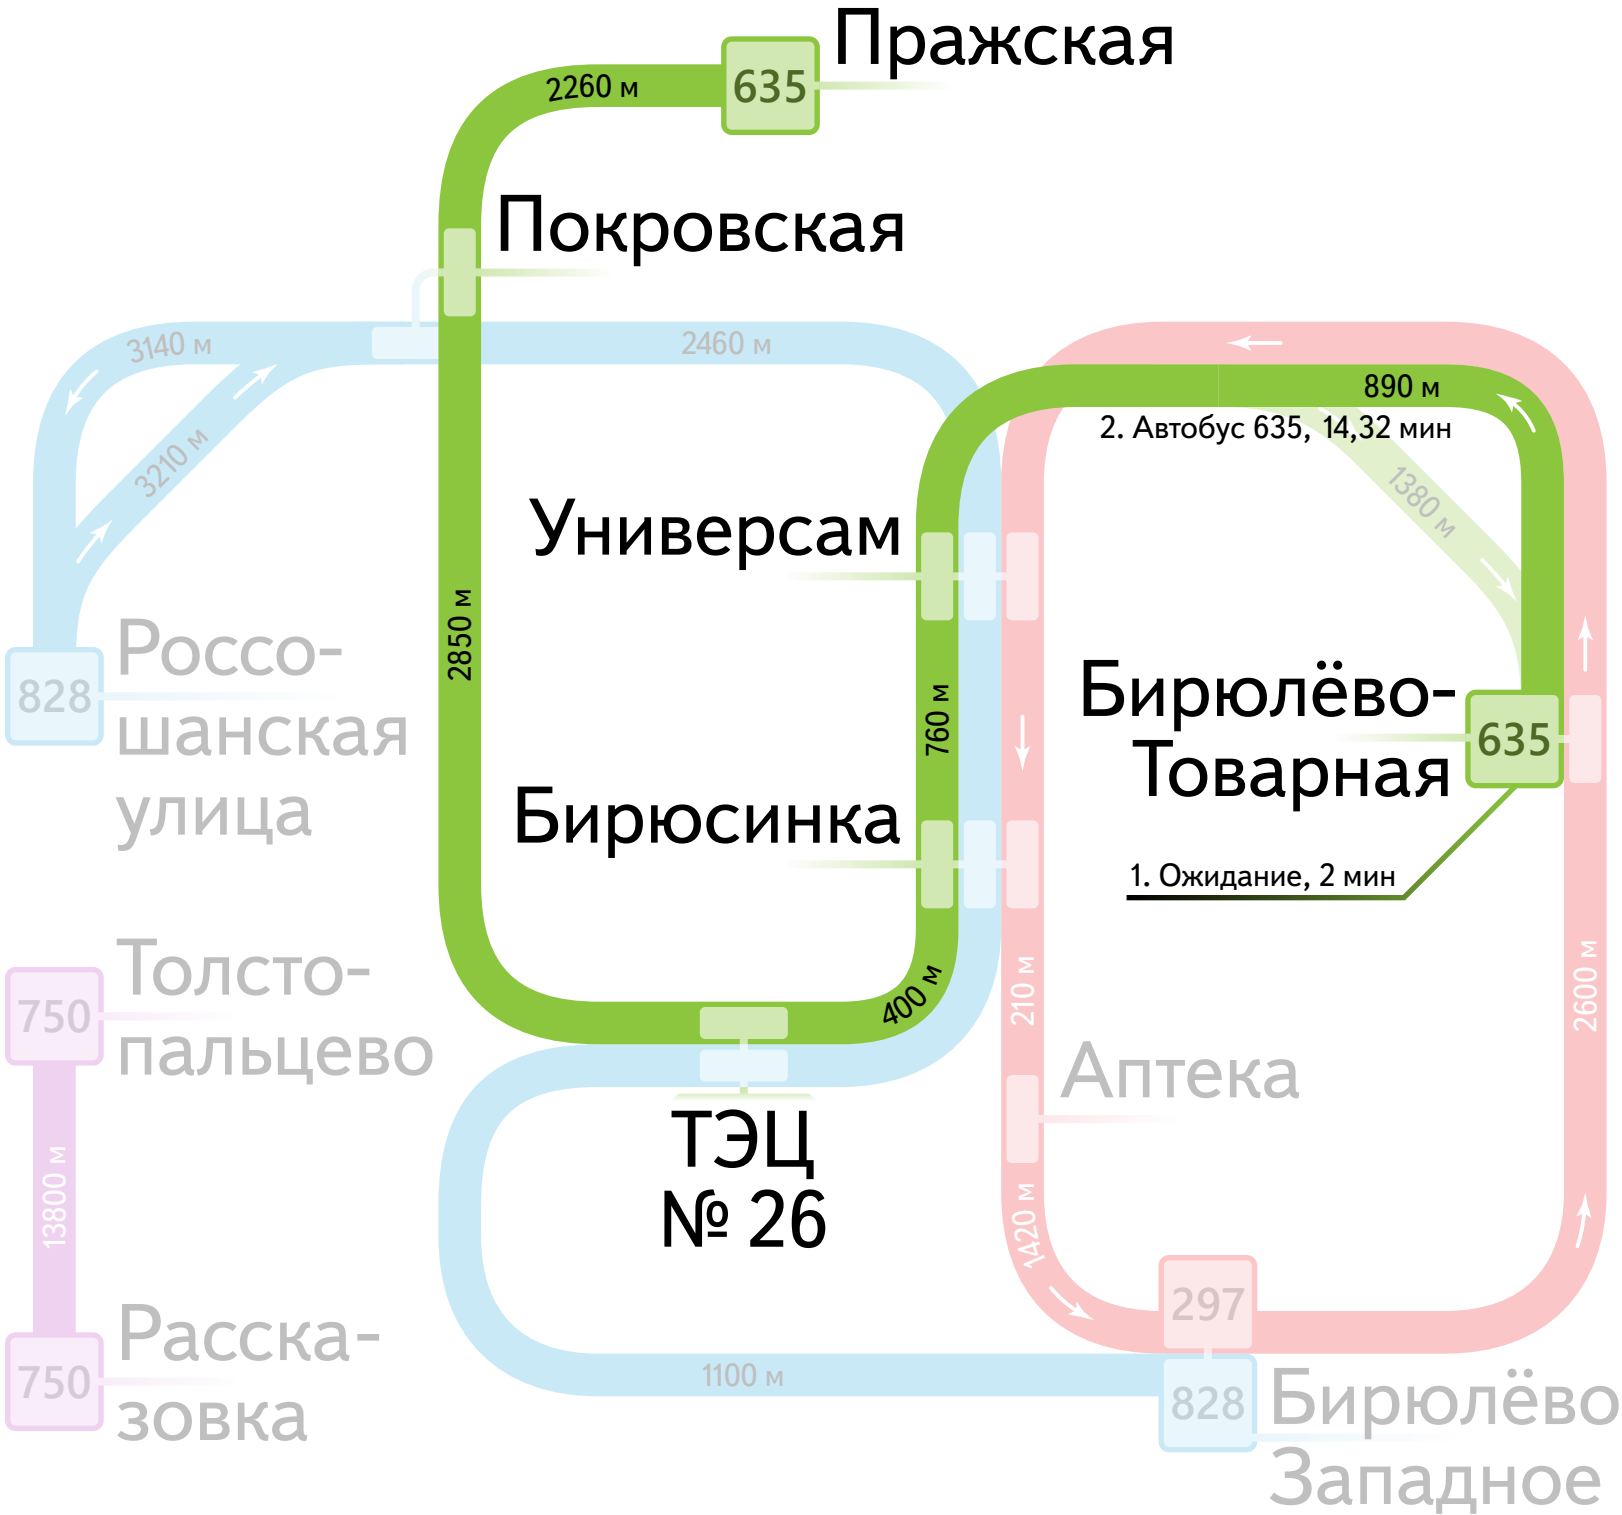 Пражская
635
2260 м
Покровская
3140 м
2460 м
3210 м
890 м
2. Автобус 635, 14,32 мин
1380 м
Универсам
2850 м
760 м
Россо-
шанская
улица
828
Бирюлёво-
Товарная
635
Бирюсинка
1. Ожидание, 2 мин
Толсто-
пальцево
750
400 м
210 м
2600 м
Аптека
ТЭЦ
№ 26
13800 м
1420 м
297
Расска-
зовка
750
1100 м
828
Бирюлёво
Западное